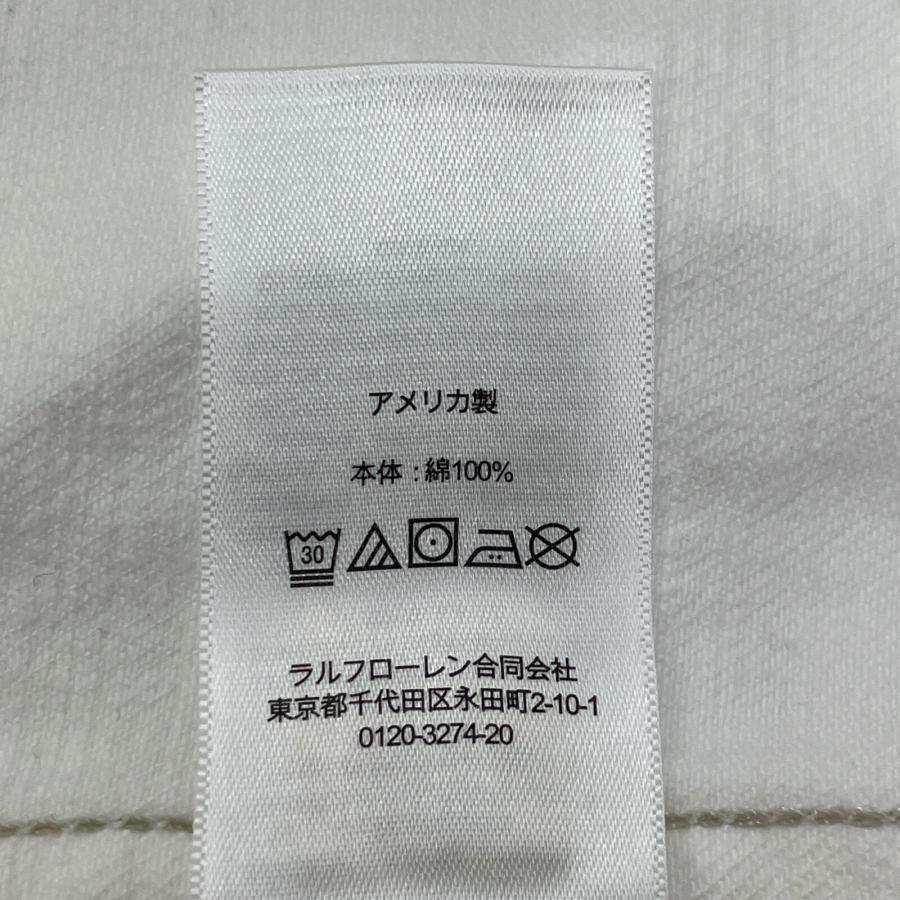 アメリカ製
本体 : 綿100%
30
ラルフローレン合同会社
東京都千代田区永田町2-10-1
0120-3274-20